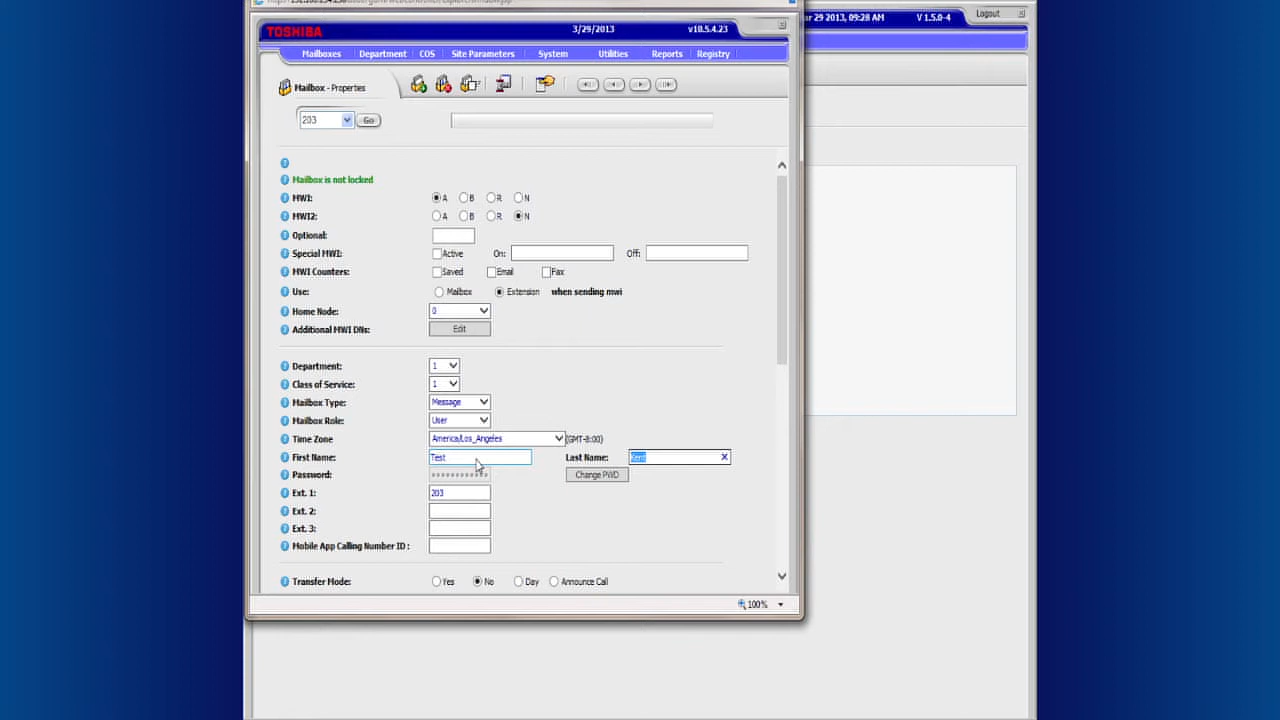 ar 29 2013, 09:28 AM V 1.5.0-4 Logout
TOSHIBA 3/29/2013 v10.5.4.23
Mailboxes Department COS Site Parameters System Utilities Reports Registry
Mailbox - Properties
203 Go
Mailbox is not locked
MWI: A B R N
MWI2: A B R N
Optional:
Special MWI: Active On: Off:
MWI Counters: Saved Email Fax
Use: Mailbox Extension when sending mwi
Home Node: 0
Additional MWI DNs: Edit
Department: 1
Class of Service: 1
Mailbox Type: Message
Mailbox Role: User
Time Zone America/Los_Angeles (GMT-8:00)
First Name: Test Last Name: Kent
Password: Change PWD
Ext. 1: 203
Ext. 2:
Ext. 3:
Mobile App Calling Number ID :
Transfer Mode: Yes No Day Announce Call
100%